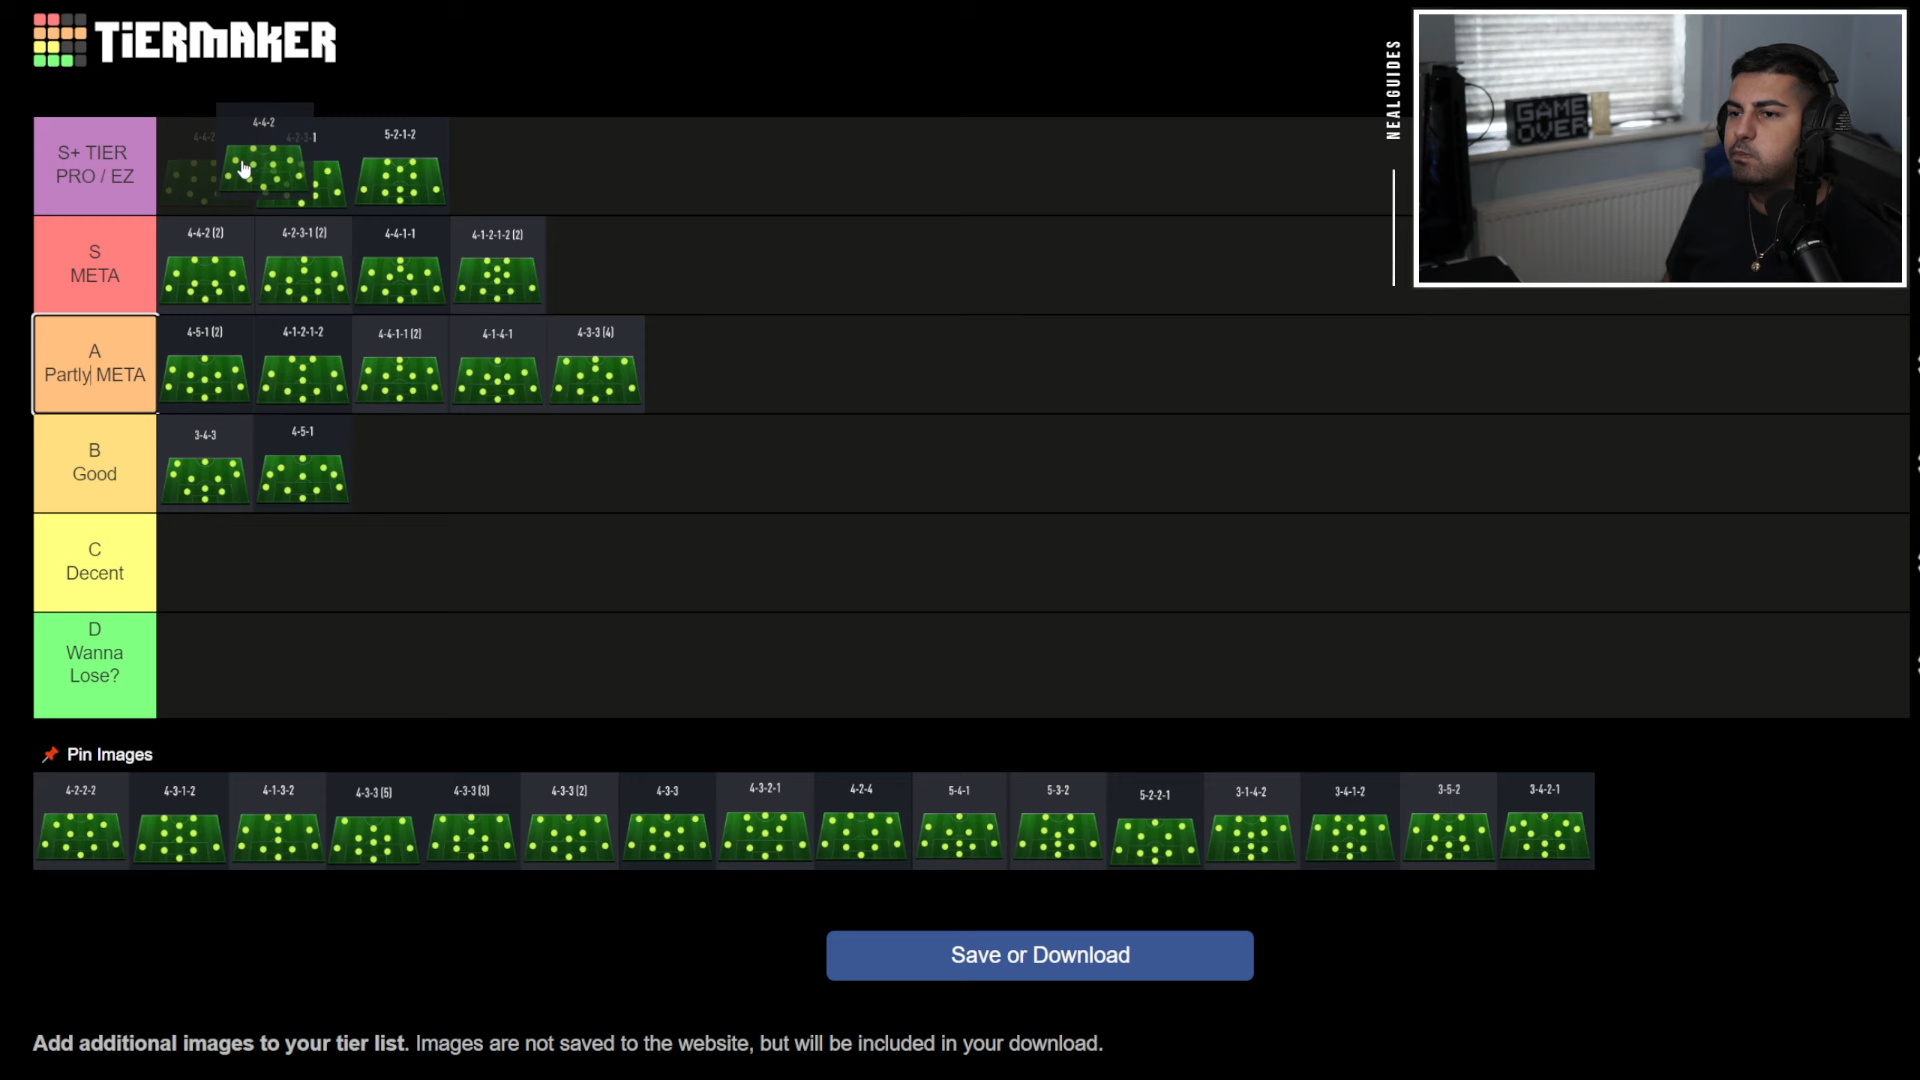 TiERMAKER
NEALGUIDES
GAME
OVER
S+ TIER
PRO / EZ
4-4-2
4-4-2
4-2-3-1
5-2-1-2
S
META
4-4-2 (2)
4-2-3-1 (2)
4-4-1-1
4-1-2-1-2 (2)
A
Partly META
4-5-1 (2)
4-1-2-1-2
4-4-1-1 (2)
4-1-4-1
4-3-3 (4)
B
Good
3-4-3
4-5-1
C
Decent
D
Wanna
Lose?
Pin Images
4-2-2-2
4-3-1-2
4-1-3-2
4-3-3 (5)
4-3-3 (3)
4-3-3 (2)
4-3-3
4-3-2-1
4-2-4
5-4-1
5-3-2
5-2-2-1
3-1-4-2
3-4-1-2
3-5-2
3-4-2-1
Save or Download
Add additional images to your tier list. Images are not saved to the website, but will be included in your download.